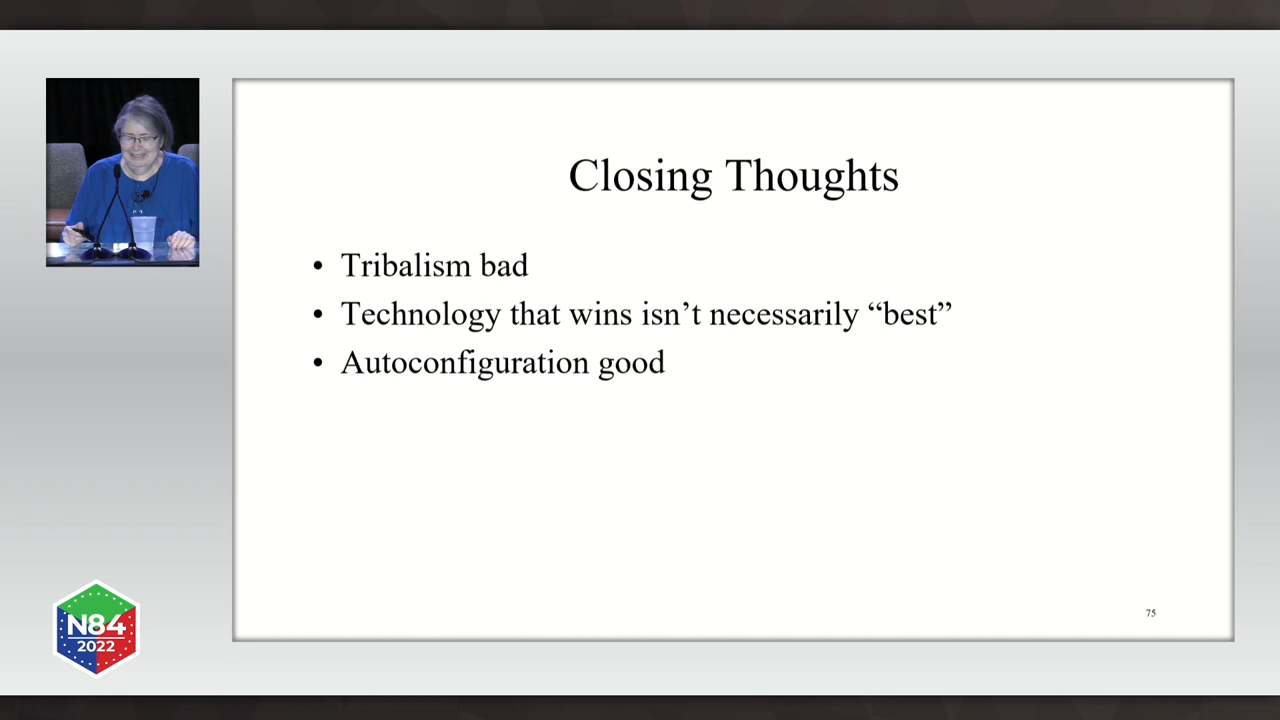 Closing Thoughts
• Tribalism bad
• Technology that wins isn’t necessarily “best”
• Autoconfiguration good
75
N84
2022